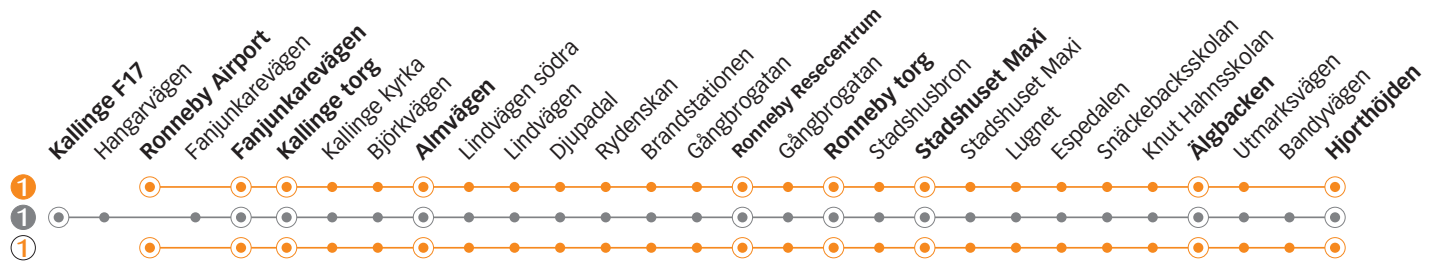 Kallinge F17
Hangarvägen
Ronneby Airport
Fanjunkarevägen
Fanjunkarevägen
Kallinge torg
Kallinge Kyrka
Björkvägen
Almvägen
Lindvägen södra
Lindvägen
Djupadal
Rydenskan
Brandstationen
Gångbrogatan
Ronneby Resecentrum
Gångbrogatan
Ronneby torg
Stadshusbron
Stadshuset Maxi
Stadshuset Maxi
Lugnet
Espedalen
Snäckebacksskolan
Knut Hahnsskolan
Älgbacken
Utmarksvägen
Bandyvägen
Hjorthöjden
1
1
1